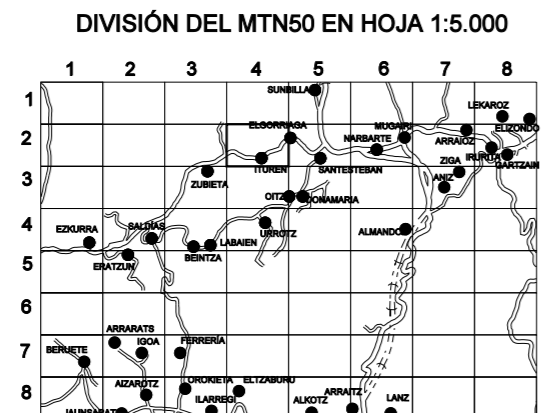 DIVISIÓN DEL MTN50 EN HOJA 1:5.000
1 2 3 4 5 6 7 8
1
SUNBILLA
LEKAROZ
ELIZONDO
2
ELGORRIAGA
MUGAIRI
NARBARTE
ARRAIOZ
IRURITA
GARTZAIN
ITUREN
SANTESTEBAN
ZIGA
3
ZUBIETA
ANIZ
OITZ
DONAMARIA
4
EZKURRA
SALDIAS
URROTZ
ALMANDOZ
LABAIEN
BEINTZA
5
ERATZUN
6
ARRARATS
7
BERUETE
IGOA
FERRERÍA
8
AIZAROTZ
OROKIETA
ELTZABURU
ILARREGI
ALKOTZ
ARRAITZ
LANZ